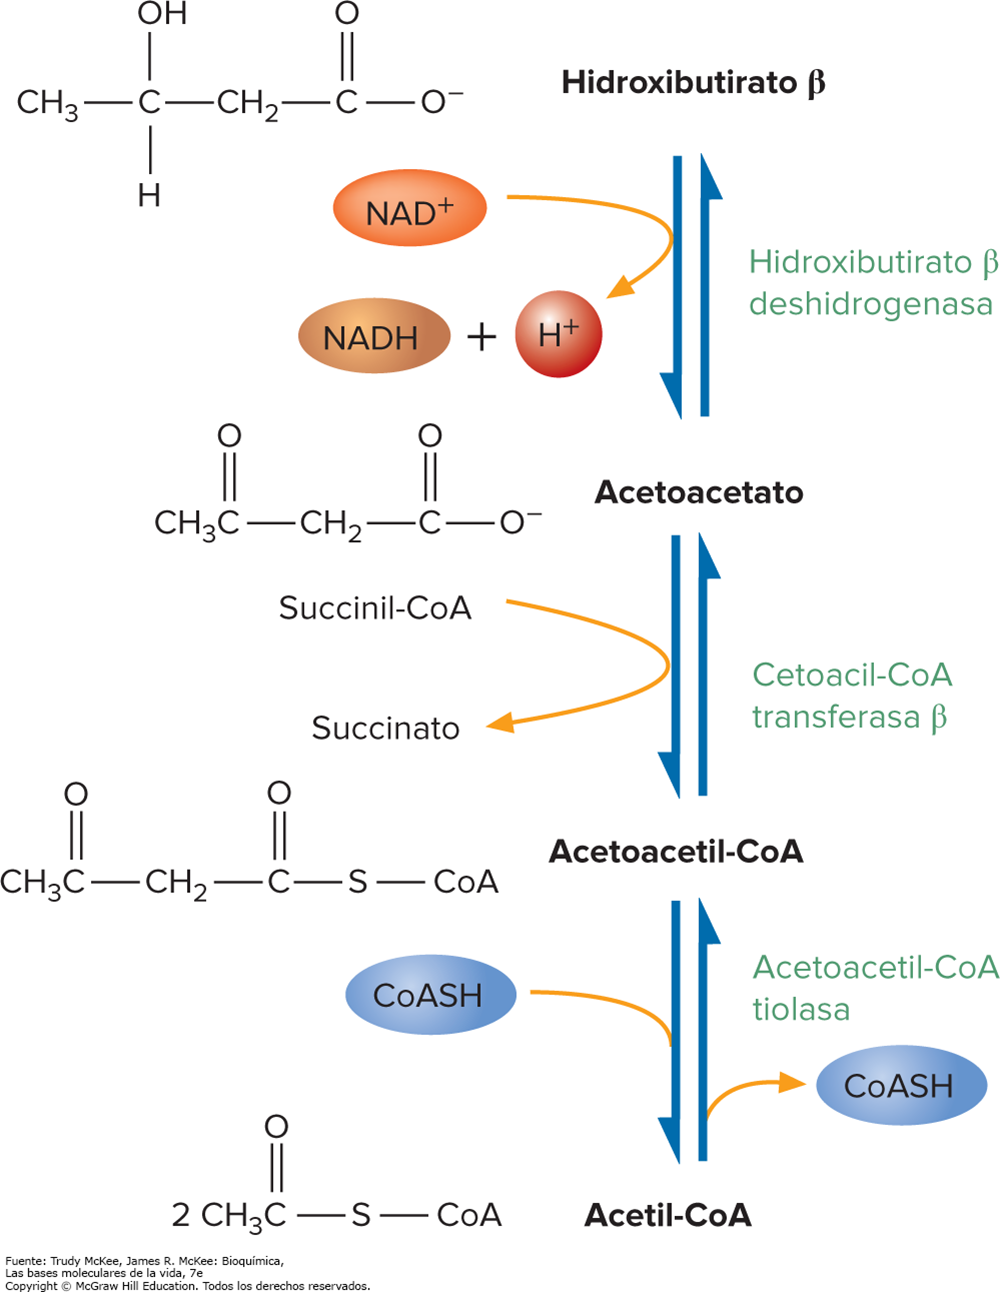 OH
O
CH₃ C CH₂ C O⁻
H
Hidroxibutirato β
NAD⁺
NADH + H⁺
Hidroxibutirato β
deshidrogenasa
O O
CH₃C CH₂ C O⁻
Acetoacetato
Succinil-CoA
Succinato
Cetoacil-CoA
transferasa β
O O
CH₃C CH₂ C S CoA
Acetoacetil-CoA
CoASH
Acetoacetil-CoA
tiolasa
CoASH
O
2 CH₃C S CoA
Acetil-CoA
Fuente: Trudy McKee, James R. McKee: Bioquímica,
Las bases moleculares de la vida, 7e
Copyright © McGraw Hill Education. Todos los derechos reservados.